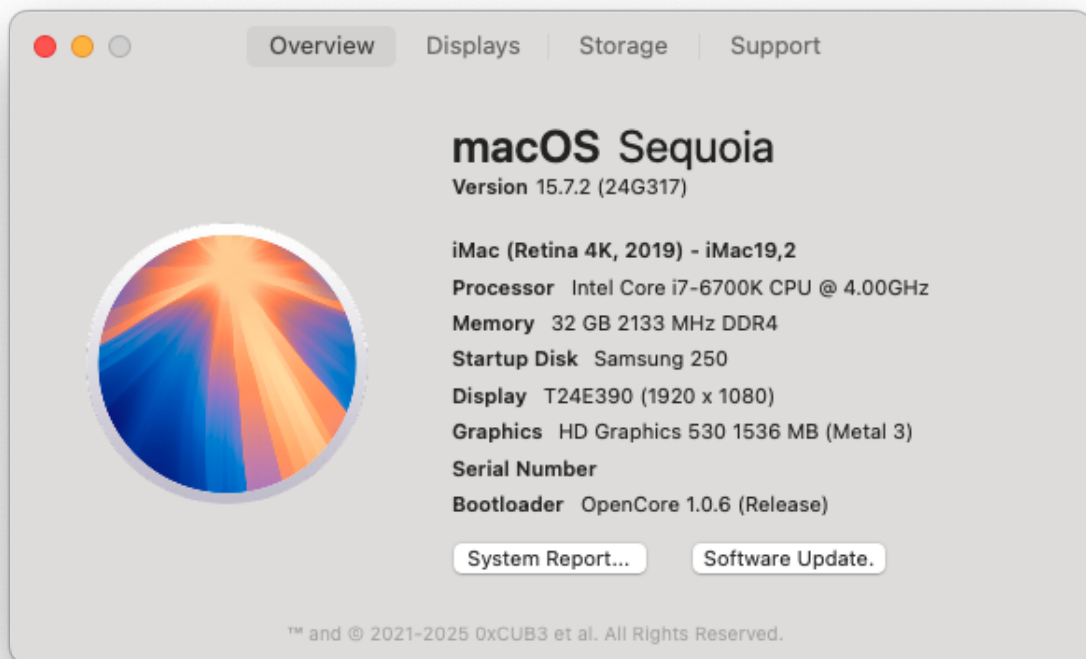 Overview Displays Storage Support
macOS Sequoia
Version 15.7.2 (24G317)
iMac (Retina 4K, 2019) - iMac19,2
Processor Intel Core i7-6700K CPU @ 4.00GHz
Memory 32 GB 2133 MHz DDR4
Startup Disk Samsung 250
Display T24E390 (1920 x 1080)
Graphics HD Graphics 530 1536 MB (Metal 3)
Serial Number
Bootloader OpenCore 1.0.6 (Release)
System Report... Software Update.
™ and © 2021-2025 0xCUB3 et al. All Rights Reserved.